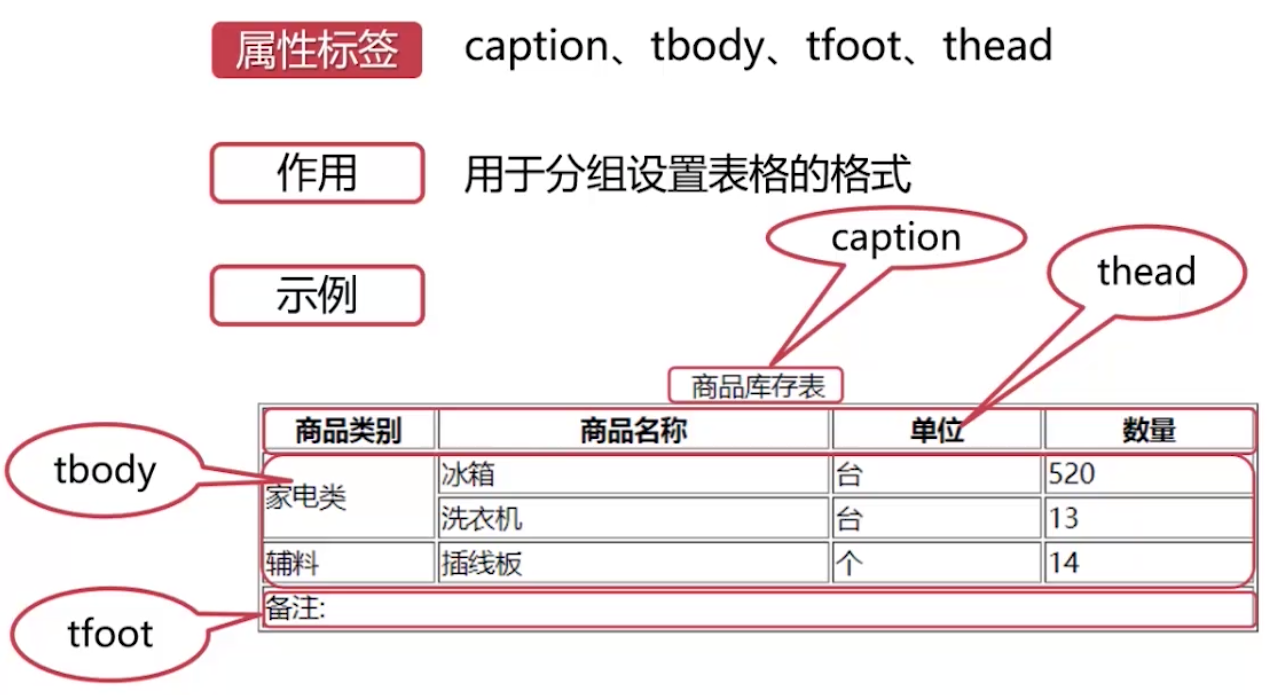 属性标签 caption、tbody、tfoot、thead
作用 用于分组设置表格的格式
caption
thead
示例
商品库存表
商品类别 商品名称 单位 数量
tbody
家电类 冰箱 台 520
洗衣机 台 13
辅料 插线板 个 14
备注:
tfoot